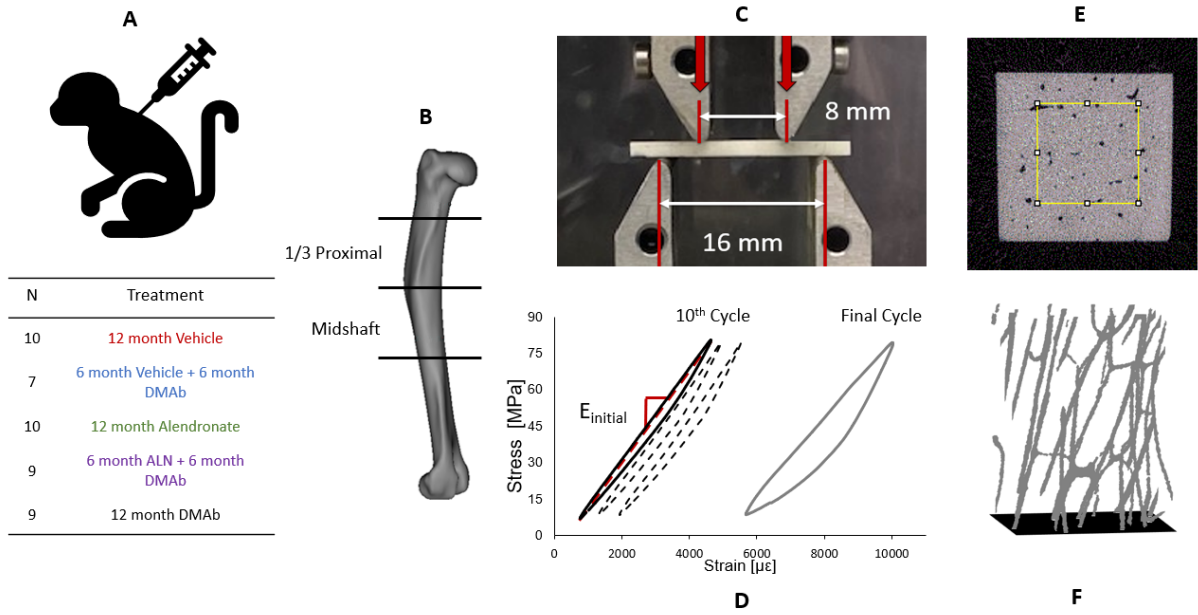 A
N Treatment
10 12 month Vehicle
7 6 month Vehicle + 6 month
DMAb
10 12 month Alendronate
9 6 month ALN + 6 month
DMAb
9 12 month DMAb
B
1/3 Proximal
Midshaft
C
8 mm
16 mm
10th Cycle
Final Cycle
Einitial
Stress [MPa]
90
75
60
45
30
15
0
0 2000 4000 6000 8000 10000
Strain [με]
D
E
F